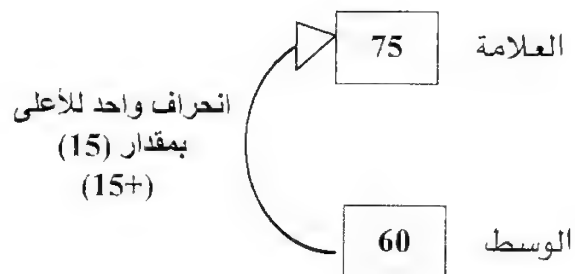 75 العلامة
انحراف واحد للأعلى
بمقدار (15)
(+15)
60 الوسط